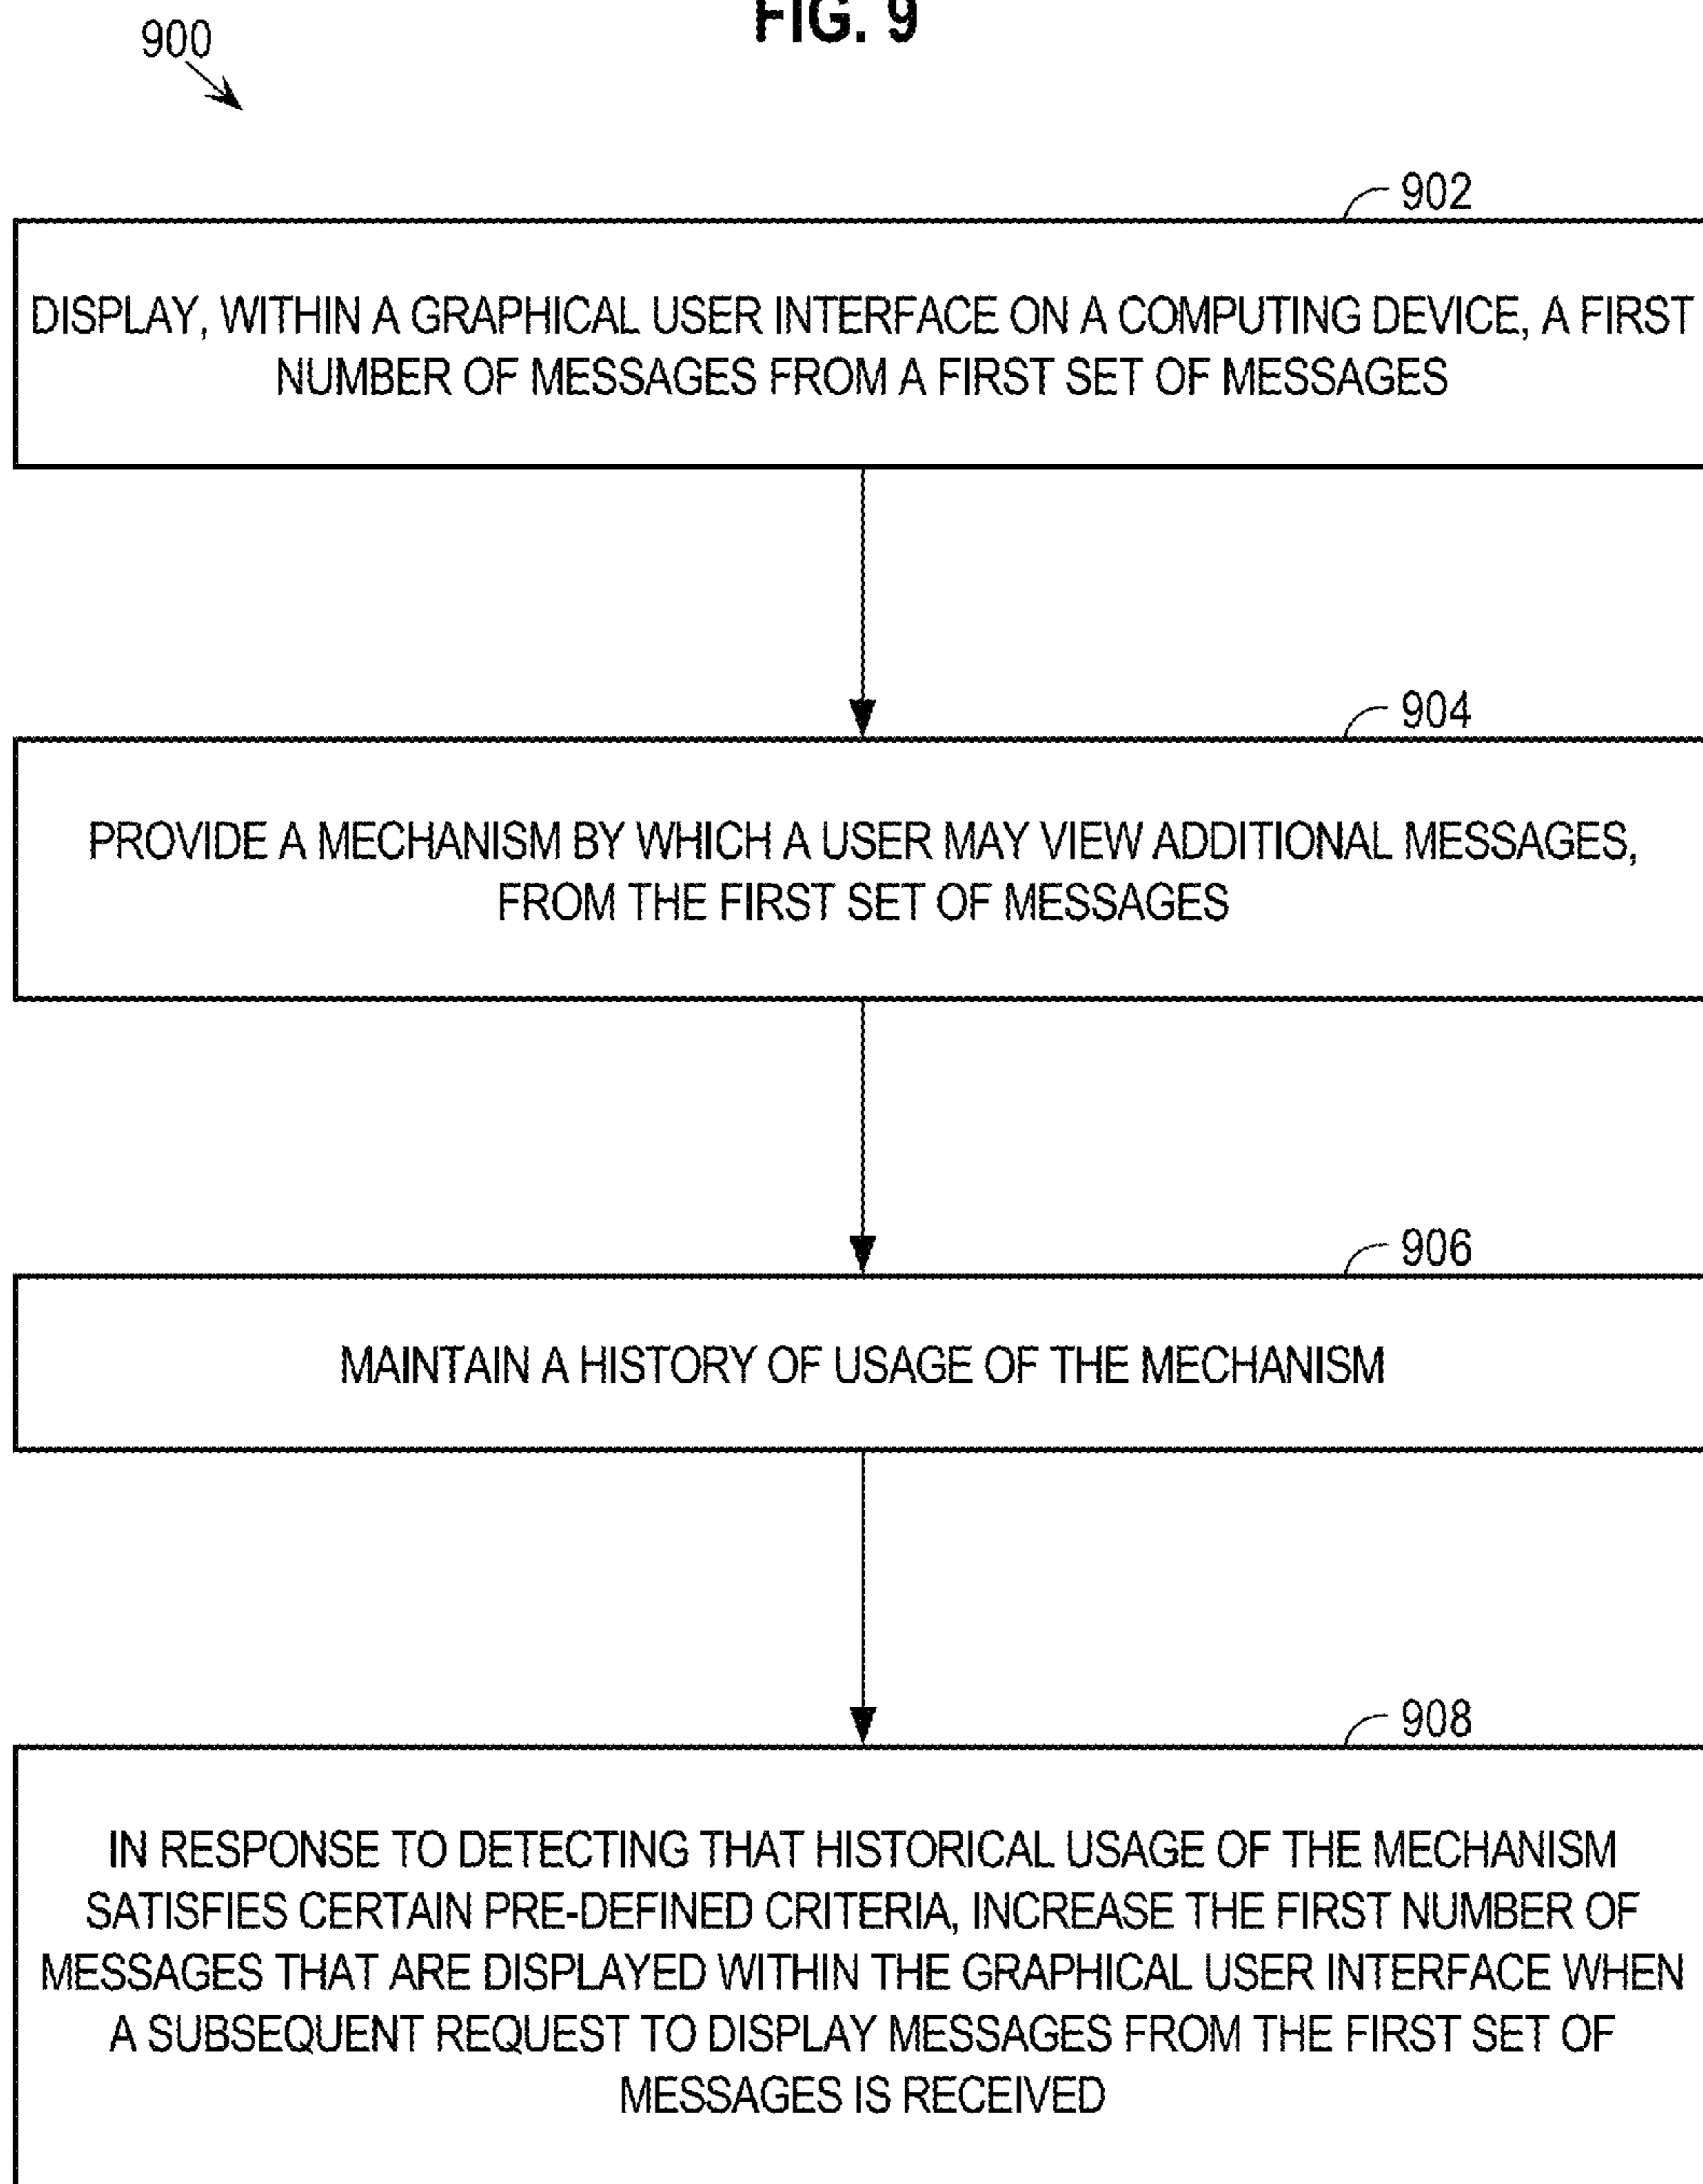 FIG. 9
900
902
DISPLAY, WITHIN A GRAPHICAL USER INTERFACE ON A COMPUTING DEVICE, A FIRST
NUMBER OF MESSAGES FROM A FIRST SET OF MESSAGES
904
PROVIDE A MECHANISM BY WHICH A USER MAY VIEW ADDITIONAL MESSAGES,
FROM THE FIRST SET OF MESSAGES
906
MAINTAIN A HISTORY OF USAGE OF THE MECHANISM
908
IN RESPONSE TO DETECTING THAT HISTORICAL USAGE OF THE MECHANISM
SATISFIES CERTAIN PRE-DEFINED CRITERIA, INCREASE THE FIRST NUMBER OF
MESSAGES THAT ARE DISPLAYED WITHIN THE GRAPHICAL USER INTERFACE WHEN
A SUBSEQUENT REQUEST TO DISPLAY MESSAGES FROM THE FIRST SET OF
MESSAGES IS RECEIVED